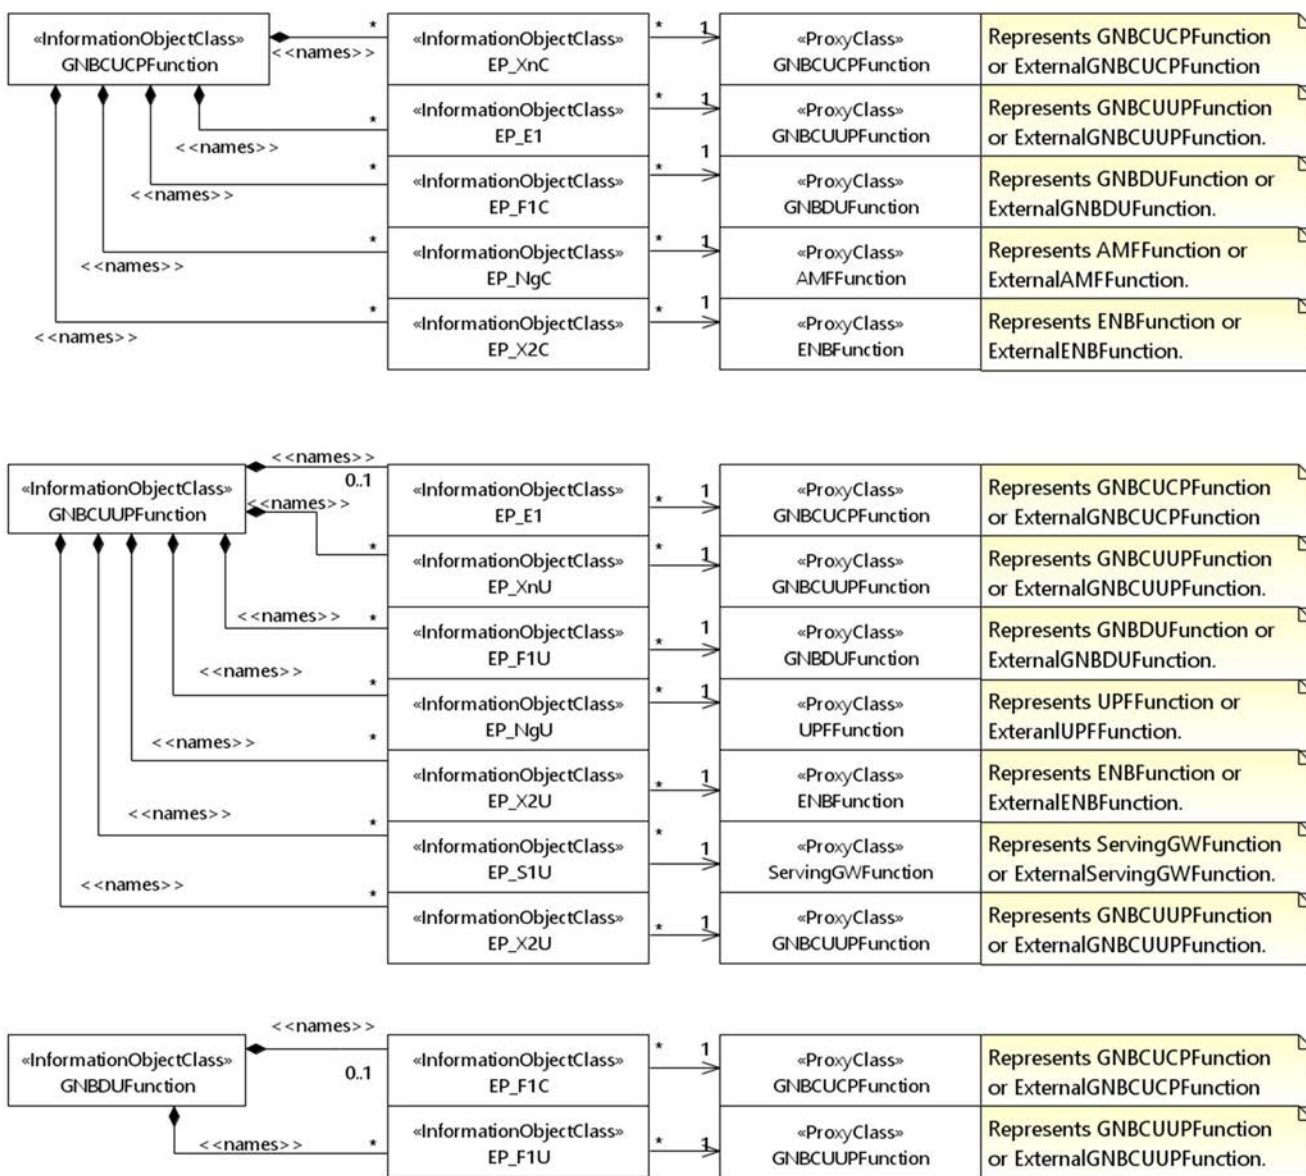 «InformationObjectClass»
GNBCUCPFunction
<<names>>
*
«InformationObjectClass»
EP_XnC
*
1
«ProxyClass»
GNBCUCPFunction
Represents GNBCUCPFunction
or ExternalGNBCUCPFunction
<<names>>
*
«InformationObjectClass»
EP_E1
*
1
«ProxyClass»
GNBCUUPFunction
Represents GNBCUUPFunction
or ExternalGNBCUUPFunction.
<<names>>
*
«InformationObjectClass»
EP_F1C
*
1
«ProxyClass»
GNBDUFunction
Represents GNBDUFunction or
ExternalGNBDUFunction.
<<names>>
*
«InformationObjectClass»
EP_NgC
*
1
«ProxyClass»
AMFFunction
Represents AMFFunction or
ExternalAMFFunction.
<<names>>
*
«InformationObjectClass»
EP_X2C
*
1
«ProxyClass»
ENBFunction
Represents ENBFunction or
ExternalENBFunction.
«InformationObjectClass»
GNBCUUPFunction
<<names>>
0..1
«InformationObjectClass»
EP_E1
*
1
«ProxyClass»
GNBCUCPFunction
Represents GNBCUCPFunction
or ExternalGNBCUCPFunction
<<names>>
*
«InformationObjectClass»
EP_XnU
*
1
«ProxyClass»
GNBCUUPFunction
Represents GNBCUUPFunction
or ExternalGNBCUUPFunction.
<<names>>
*
«InformationObjectClass»
EP_F1U
*
1
«ProxyClass»
GNBDUFunction
Represents GNBDUFunction or
ExternalGNBDUFunction.
<<names>>
*
«InformationObjectClass»
EP_NgU
*
1
«ProxyClass»
UPFFunction
Represents UPFFunction or
ExteranlUPFFunction.
<<names>>
*
«InformationObjectClass»
EP_X2U
*
1
«ProxyClass»
ENBFunction
Represents ENBFunction or
ExternalENBFunction.
<<names>>
*
«InformationObjectClass»
EP_S1U
*
1
«ProxyClass»
ServingGWFunction
Represents ServingGWFunction
or ExternalServingGWFunction.
<<names>>
*
«InformationObjectClass»
EP_X2U
*
1
«ProxyClass»
GNBCUUPFunction
Represents GNBCUUPFunction
or ExternalGNBCUUPFunction.
«InformationObjectClass»
GNBDUFunction
<<names>>
0..1
«InformationObjectClass»
EP_F1C
*
1
«ProxyClass»
GNBCUCPFunction
Represents GNBCUCPFunction
or ExternalGNBCUCPFunction
<<names>>
*
«InformationObjectClass»
EP_F1U
*
1
«ProxyClass»
GNBCUUPFunction
Represents GNBCUUPFunction
or ExternalGNBCUUPFunction.